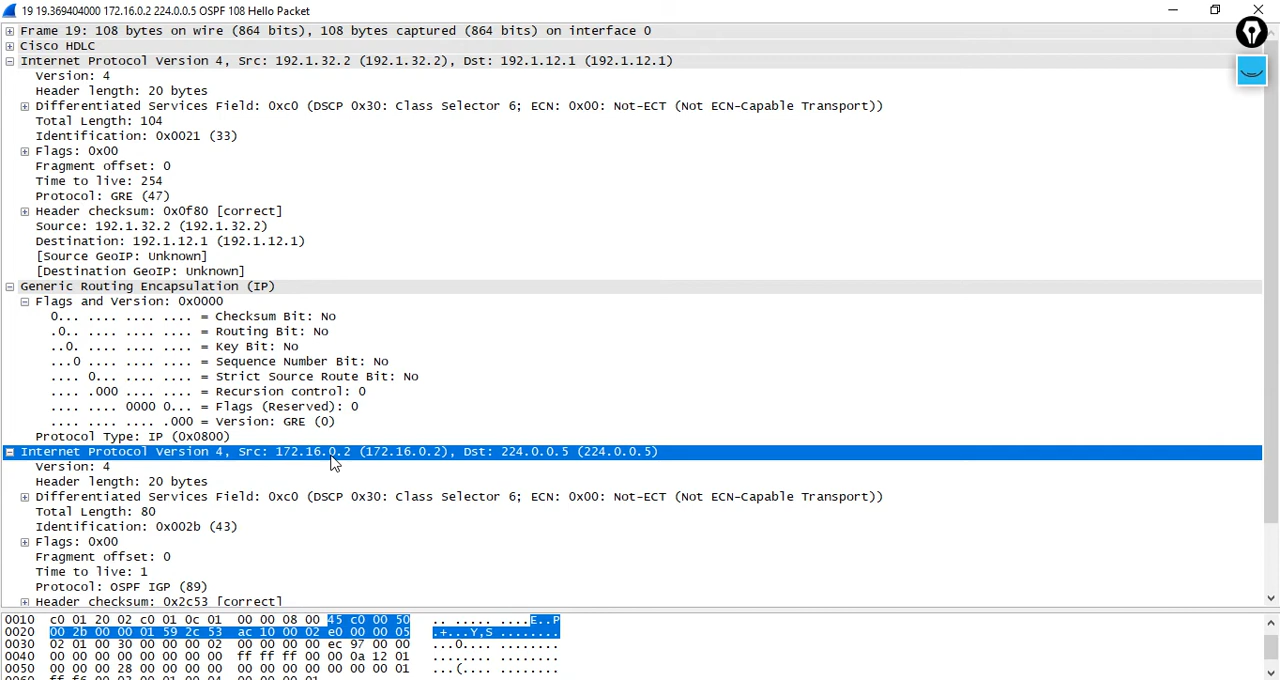 19 19.369404000 172.16.0.2 224.0.0.5 OSPF 108 Hello Packet
Frame 19: 108 bytes on wire (864 bits), 108 bytes captured (864 bits) on interface 0
Cisco HDLC
Internet Protocol Version 4, Src: 192.1.32.2 (192.1.32.2), Dst: 192.1.12.1 (192.1.12.1)
Version: 4
Header length: 20 bytes
Differentiated Services Field: 0xc0 (DSCP 0x30: Class Selector 6; ECN: 0x00: Not-ECT (Not ECN-Capable Transport))
Total Length: 104
Identification: 0x0021 (33)
Flags: 0x00
Fragment offset: 0
Time to live: 254
Protocol: GRE (47)
Header checksum: 0x0f80 [correct]
Source: 192.1.32.2 (192.1.32.2)
Destination: 192.1.12.1 (192.1.12.1)
[Source GeoIP: Unknown]
[Destination GeoIP: Unknown]
Generic Routing Encapsulation (IP)
Flags and Version: 0x0000
0... .... .... .... = Checksum Bit: No
.0.. .... .... .... = Routing Bit: No
..0. .... .... .... = Key Bit: No
...0 .... .... .... = Sequence Number Bit: No
.... 0... .... .... = Strict Source Route Bit: No
.... .000 .... .... = Recursion control: 0
.... .... 0000 0... = Flags (Reserved): 0
.... .... .... .000 = Version: GRE (0)
Protocol Type: IP (0x0800)
Internet Protocol Version 4, Src: 172.16.0.2 (172.16.0.2), Dst: 224.0.0.5 (224.0.0.5)
Version: 4
Header length: 20 bytes
Differentiated Services Field: 0xc0 (DSCP 0x30: Class Selector 6; ECN: 0x00: Not-ECT (Not ECN-Capable Transport))
Total Length: 80
Identification: 0x002b (43)
Flags: 0x00
Fragment offset: 0
Time to live: 1
Protocol: OSPF IGP (89)
Header checksum: 0x2c53 [correct]
0010 c0 01 20 02 c0 01 0c 01 00 00 08 00 45 c0 00 50 .. ..... ....E..P
0020 00 2b 00 00 01 59 2c 53 ac 10 00 02 e0 00 00 05 .+...Y,S ........
0030 02 01 00 30 00 00 00 02 00 00 00 00 ec 97 00 00 ...0.... ........
0040 00 00 00 00 00 00 00 00 ff ff ff 00 00 0a 12 01 ........ ........
0050 00 00 00 28 00 00 00 00 00 00 00 00 00 00 00 01 ...(.... ........